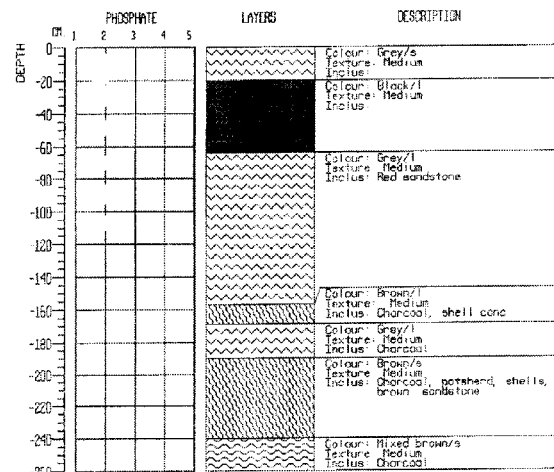 PHOSPHATE LAYERS DESCRIPTION
CM. 1 2 3 4 5
DEPTH
0
-20
-40
-60
-80
-100
-120
-140
-160
-180
-200
-220
-240
Colour: Grey/s
Texture: Medium
Inclus:
Colour: Black/l
Texture: Medium
Inclus:
Colour: Grey/l
Texture Medium
Inclus: Red sandstone
Colour: Brown/l
Texture: Medium
Inclus: Charcoal, shell conc
Colour: Grey/l
Texture: Medium
Inclus: Charcoal
Colour: Brown/s
Texture Medium
Inclus: Charcoal, potsherd, shells,
brown sandstone
Colour: Mixed brown/s
Texture Medium
Inclus: Charcoal